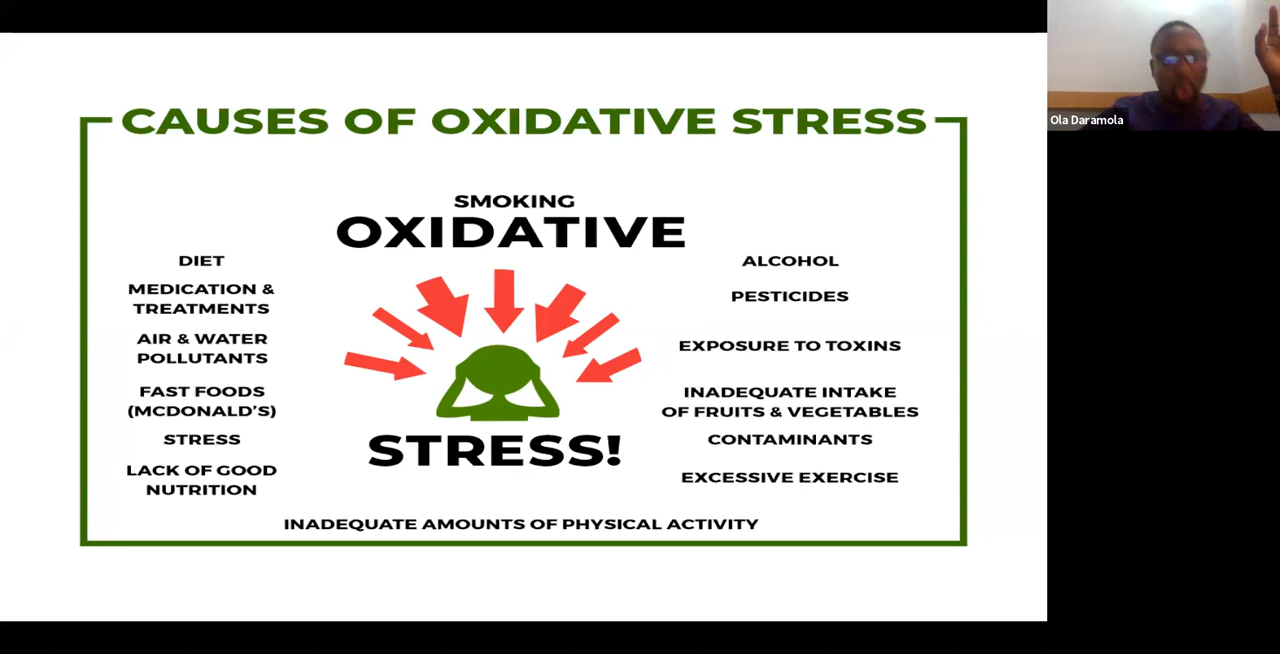 CAUSES OF OXIDATIVE STRESS
SMOKING
OXIDATIVE
DIET
MEDICATION &
TREATMENTS
AIR & WATER
POLLUTANTS
FAST FOODS
(MCDONALD'S)
STRESS
LACK OF GOOD
NUTRITION
ALCOHOL
PESTICIDES
EXPOSURE TO TOXINS
INADEQUATE INTAKE
OF FRUITS & VEGETABLES
CONTAMINANTS
EXCESSIVE EXERCISE
STRESS!
INADEQUATE AMOUNTS OF PHYSICAL ACTIVITY
Ola Daramola